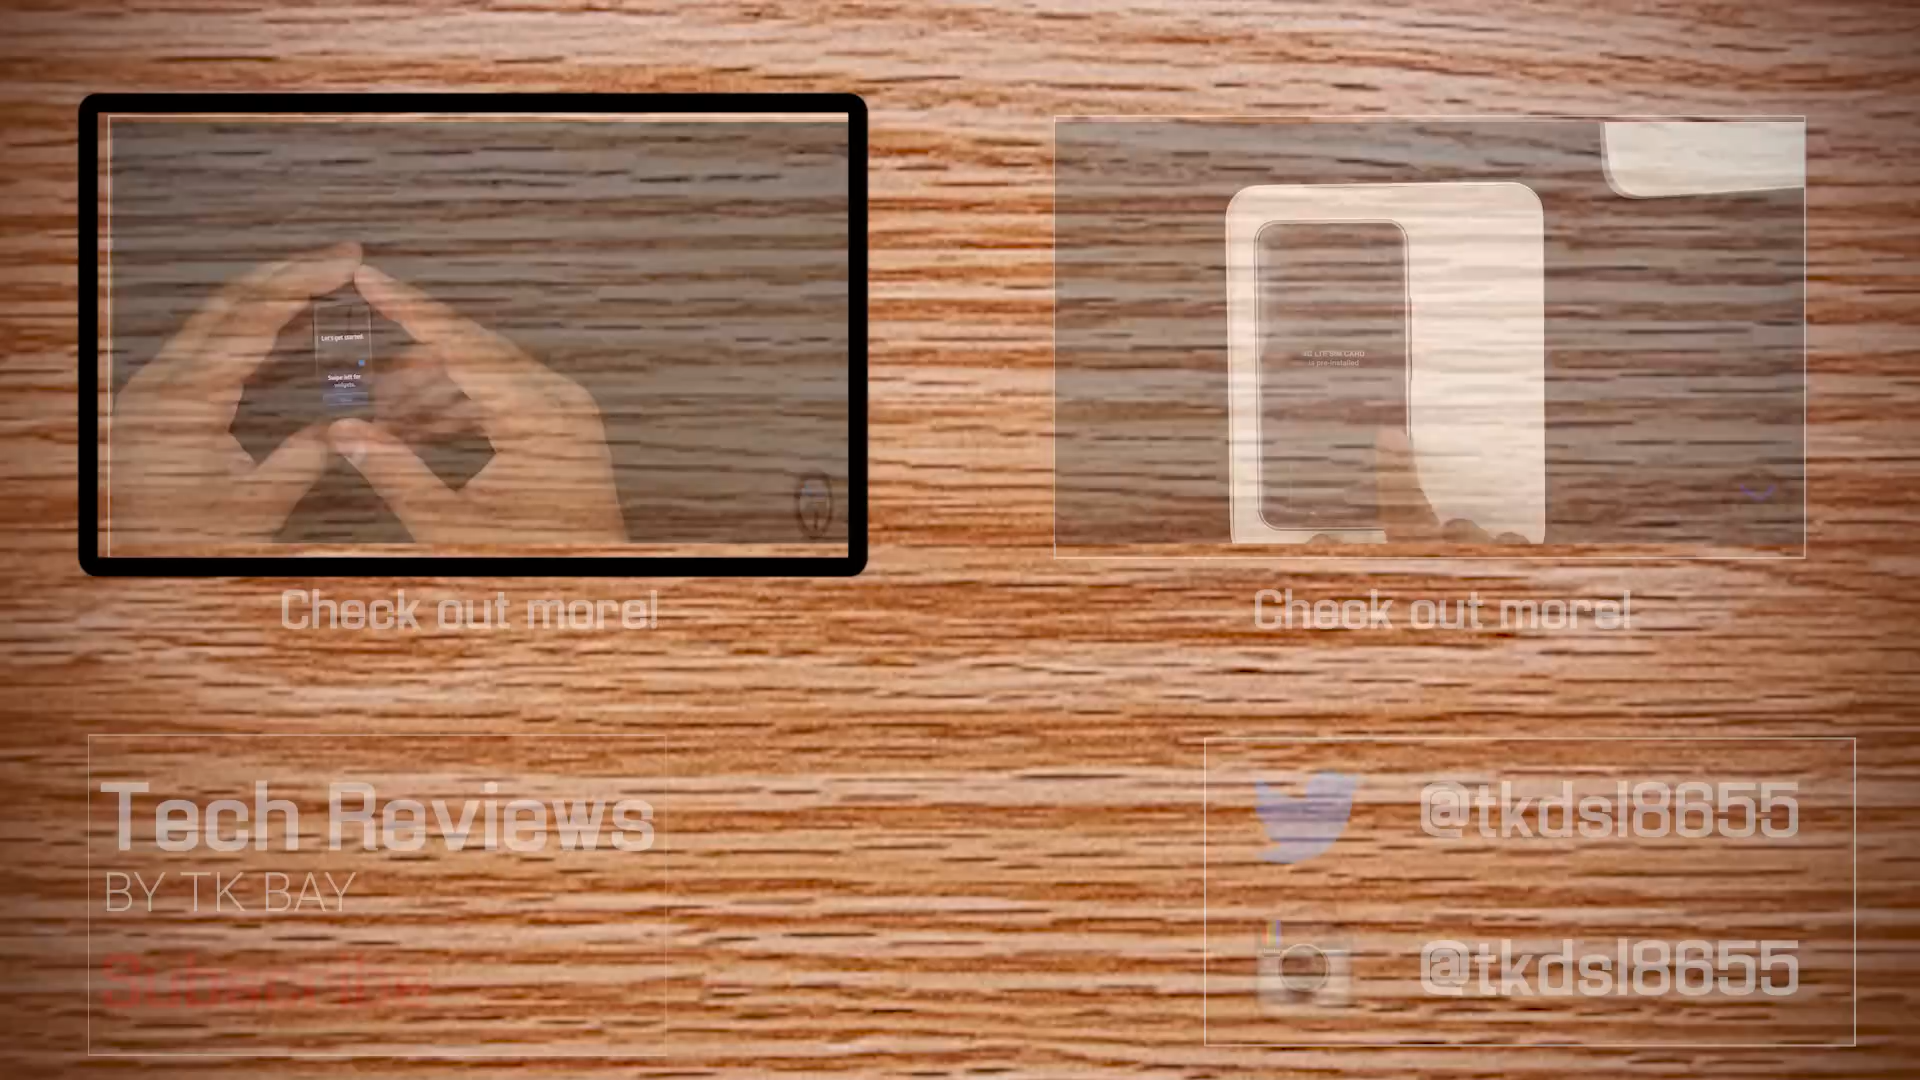 Let's get started.
Swipe left for
widgets.
4G LTE SIM CARD
is pre-installed
Check out more!
Check out more!
Tech Reviews
BY TK BAY
Subscribe
@tkdsl8655
@tkdsl8655